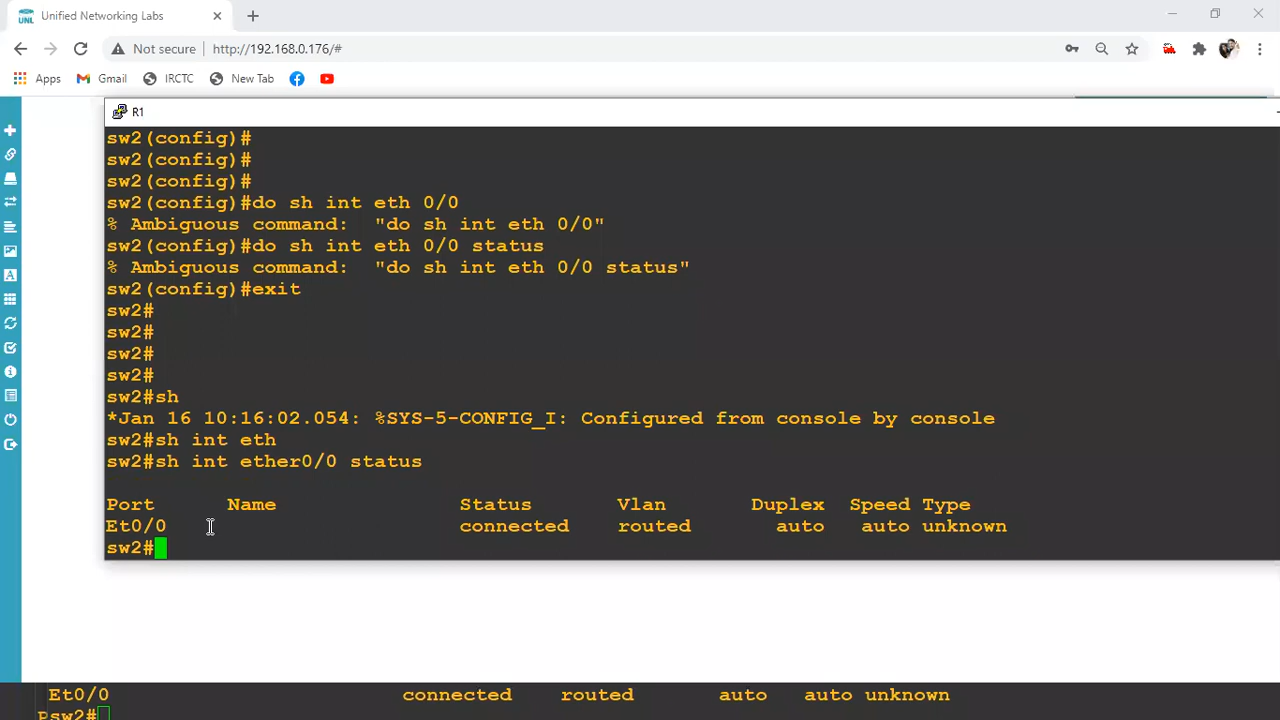 UNL Unified Networking Labs
Not secure http://192.168.0.176/#
Apps Gmail IRCTC New Tab
R1
sw2(config)#
sw2(config)#
sw2(config)#
sw2(config)#do sh int eth 0/0
% Ambiguous command:  "do sh int eth 0/0"
sw2(config)#do sh int eth 0/0 status
% Ambiguous command:  "do sh int eth 0/0 status"
sw2(config)#exit
sw2#
sw2#
sw2#
sw2#
sw2#sh
*Jan 16 10:16:02.054: %SYS-5-CONFIG_I: Configured from console by console
sw2#sh int eth
sw2#sh int ether0/0 status
Port Name Status Vlan Duplex Speed Type
Et0/0 connected routed auto auto unknown
sw2#
Et0/0 connected routed auto auto unknown
sw2#